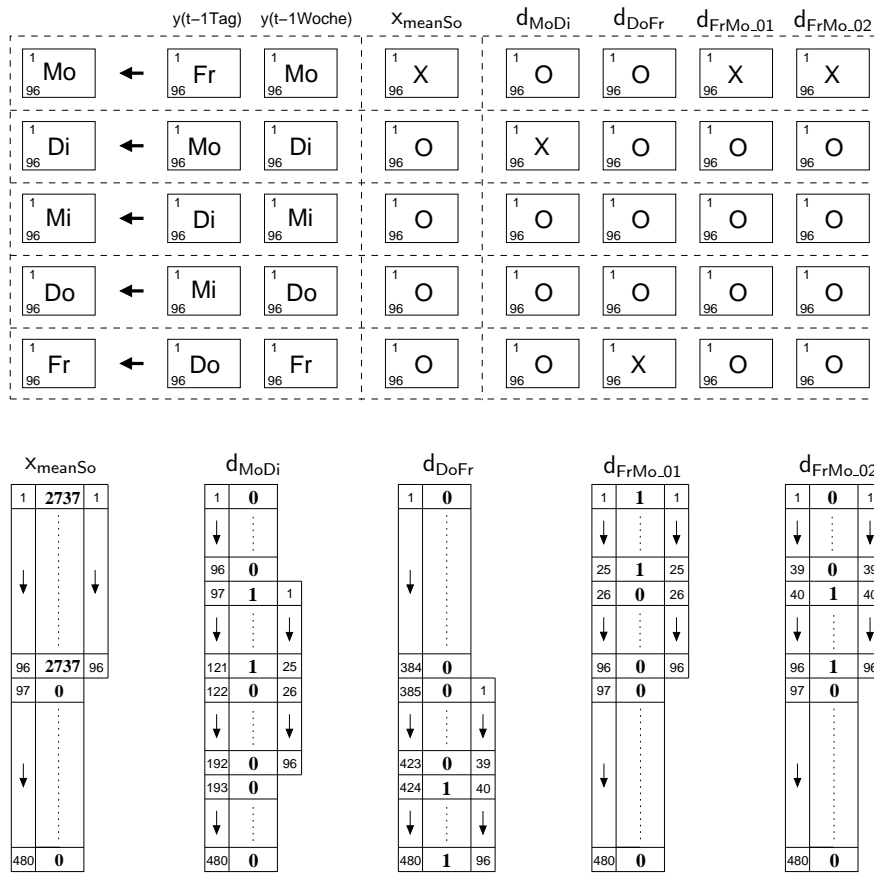 y(t−1Tag) y(t−1Woche) x_meanSo d_MoDi d_DoFr d_FrMo_01 d_FrMo_02
1 Mo 96 1 Fr 96 1 Mo 96 1 X 96 1 O 96 1 O 96 1 X 96 1 X 96
1 Di 96 1 Mo 96 1 Di 96 1 O 96 1 X 96 1 O 96 1 O 96 1 O 96
1 Mi 96 1 Di 96 1 Mi 96 1 O 96 1 O 96 1 O 96 1 O 96 1 O 96
1 Do 96 1 Mi 96 1 Do 96 1 O 96 1 O 96 1 O 96 1 O 96 1 O 96
1 Fr 96 1 Do 96 1 Fr 96 1 O 96 1 O 96 1 X 96 1 O 96 1 O 96
x_meanSo
1 2737 1
96 2737 96
97 0
480 0
d_MoDi
1 0
96 0
97 1 1
121 1 25
122 0 26
192 0 96
193 0
480 0
d_DoFr
1 0
384 0
385 0 1
423 0 39
424 1 40
480 1 96
d_FrMo_01
1 1 1
25 1 25
26 0 26
96 0 96
97 0
480 0
d_FrMo_02
1 0 1
39 0 39
40 1 40
96 1 96
97 0
480 0